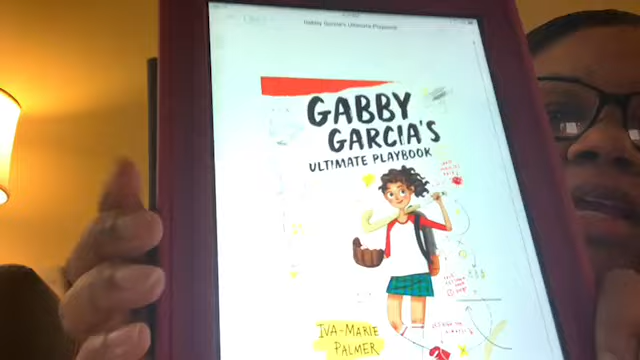 Gabby Garcia's Ultimate Playbook
GABBY
GARCIA'S
ULTIMATE PLAYBOOK
IVA-MARIE
PALMER